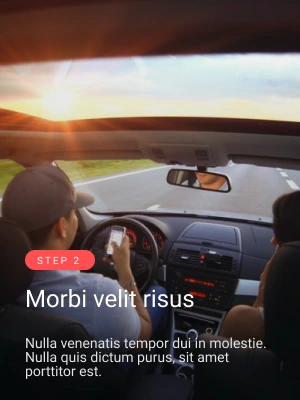 STEP 2
Morbi velit risus
Nulla venenatis tempor dui in molestie.
Nulla quis dictum purus, sit amet
porttitor est.